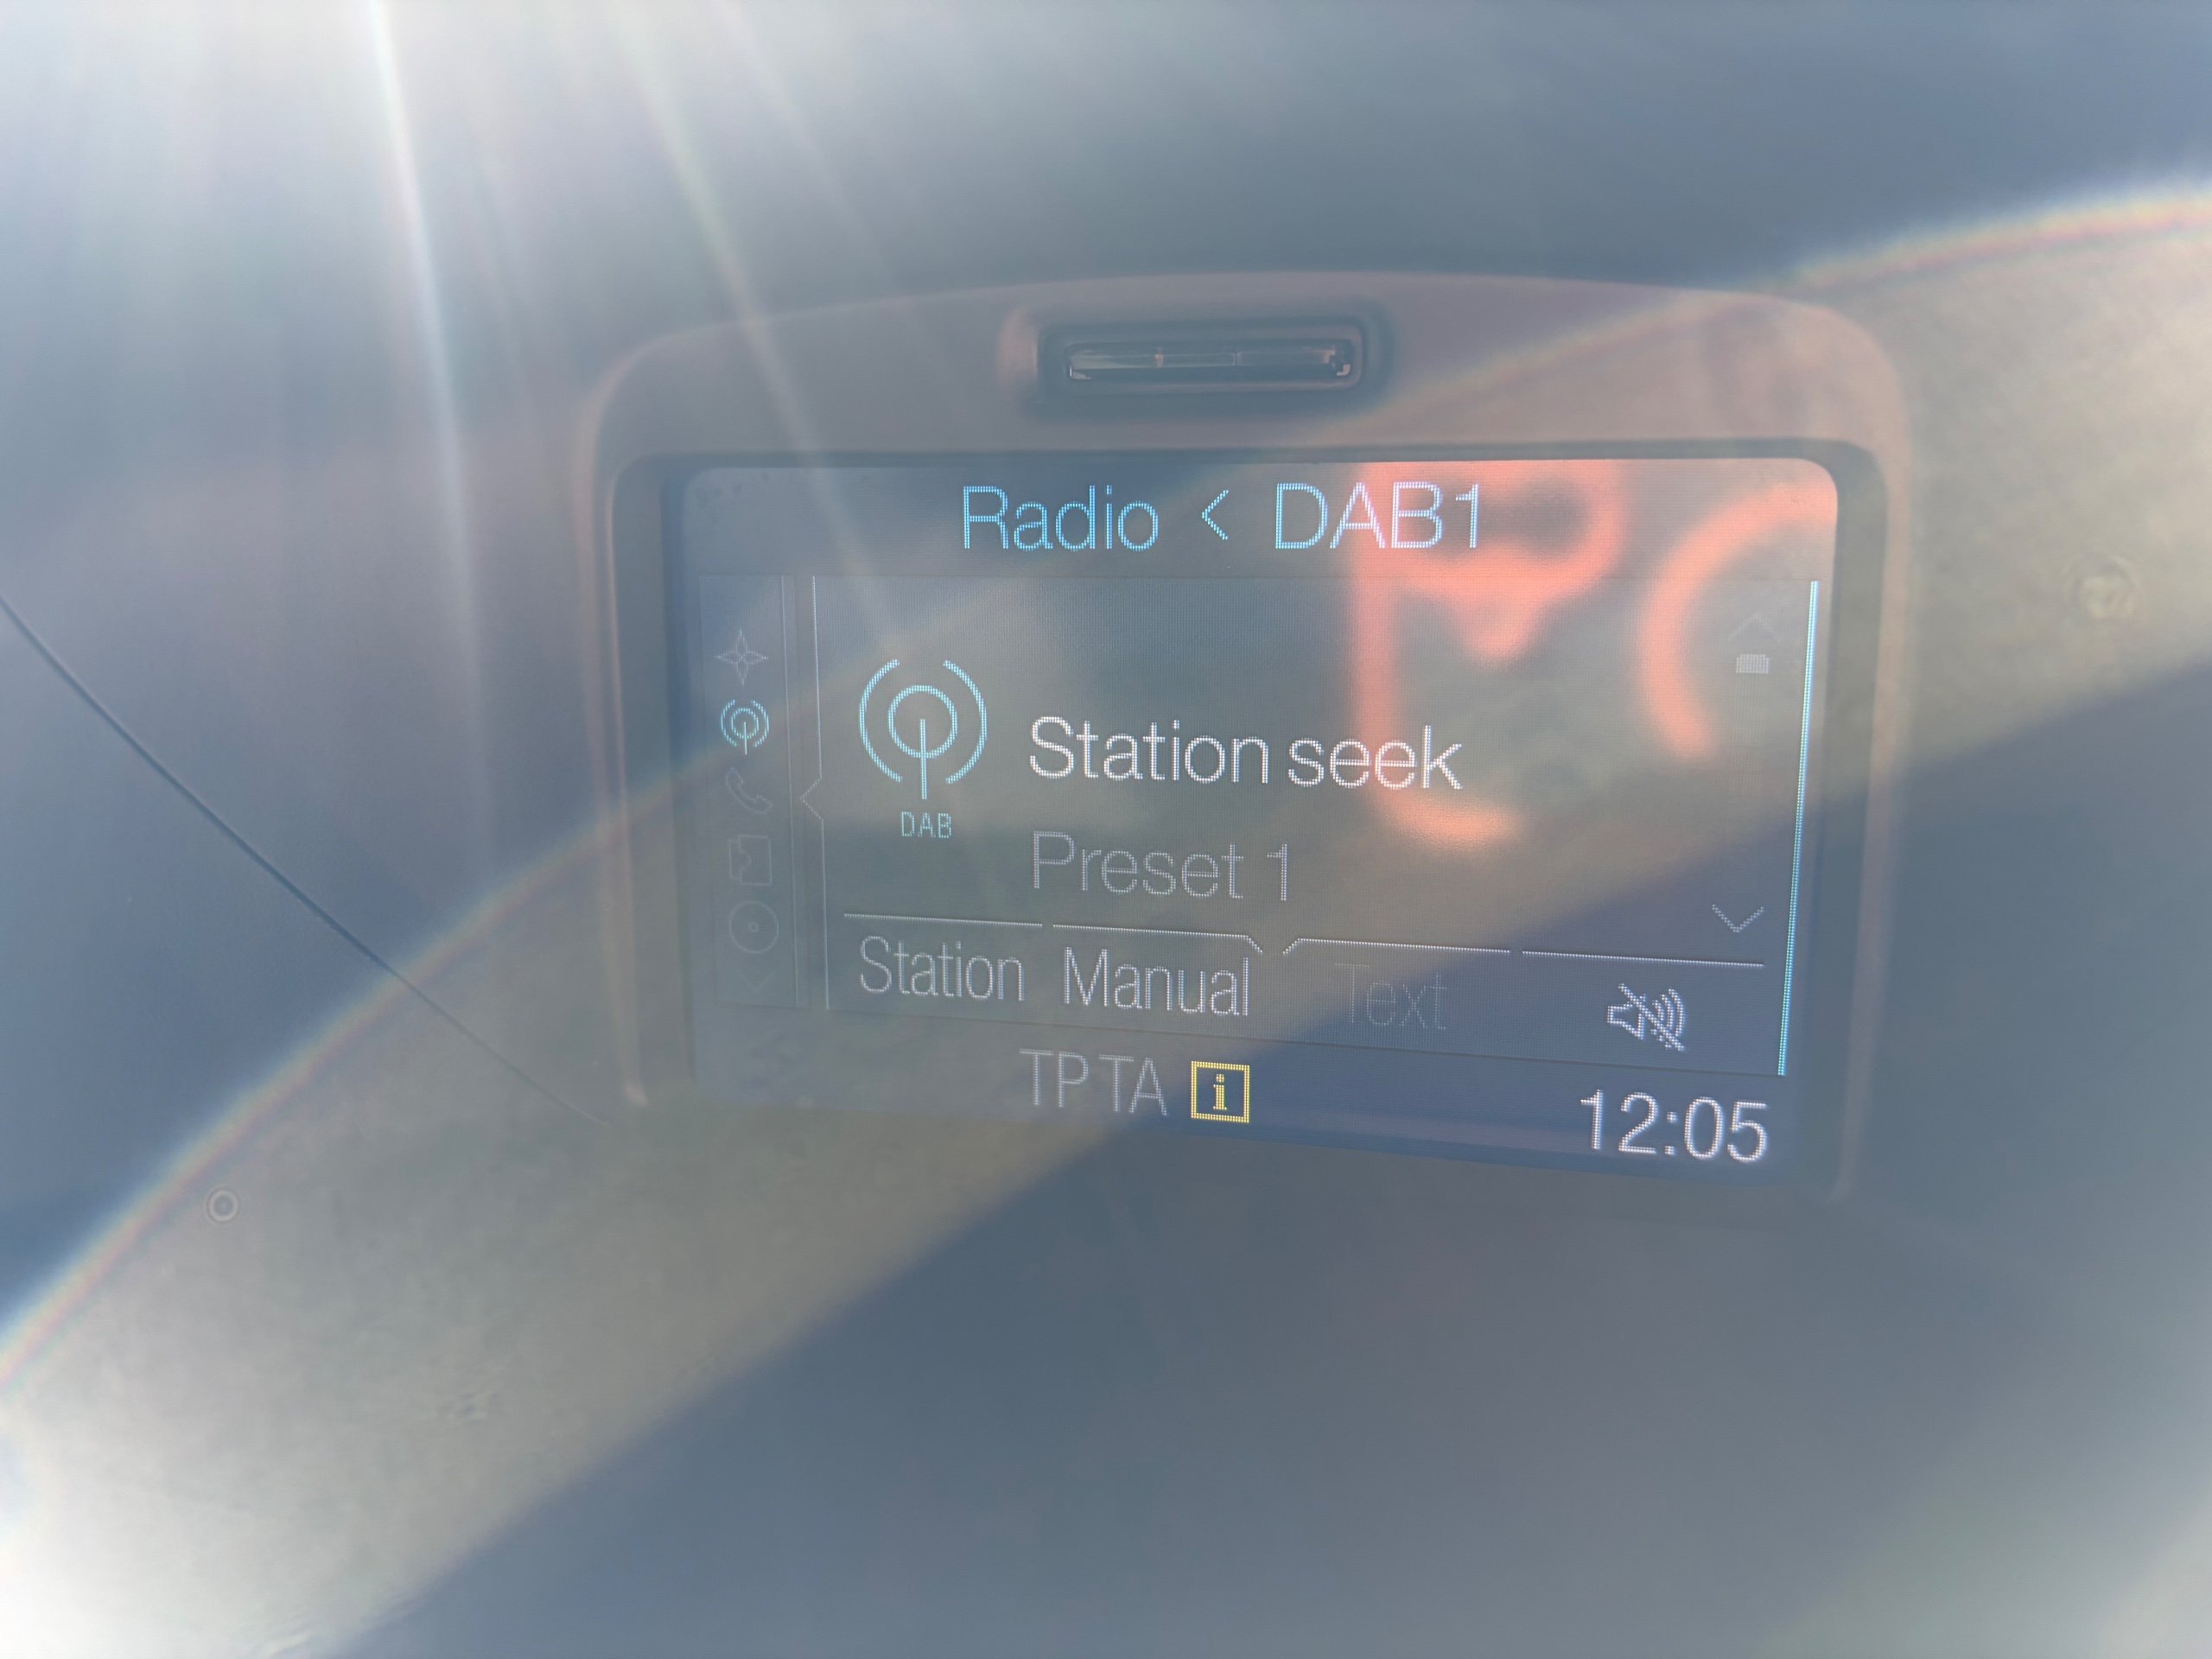 Radio < DAB1
DAB
Station seek
Preset 1
Station Manual Text
TP TA i
12:05